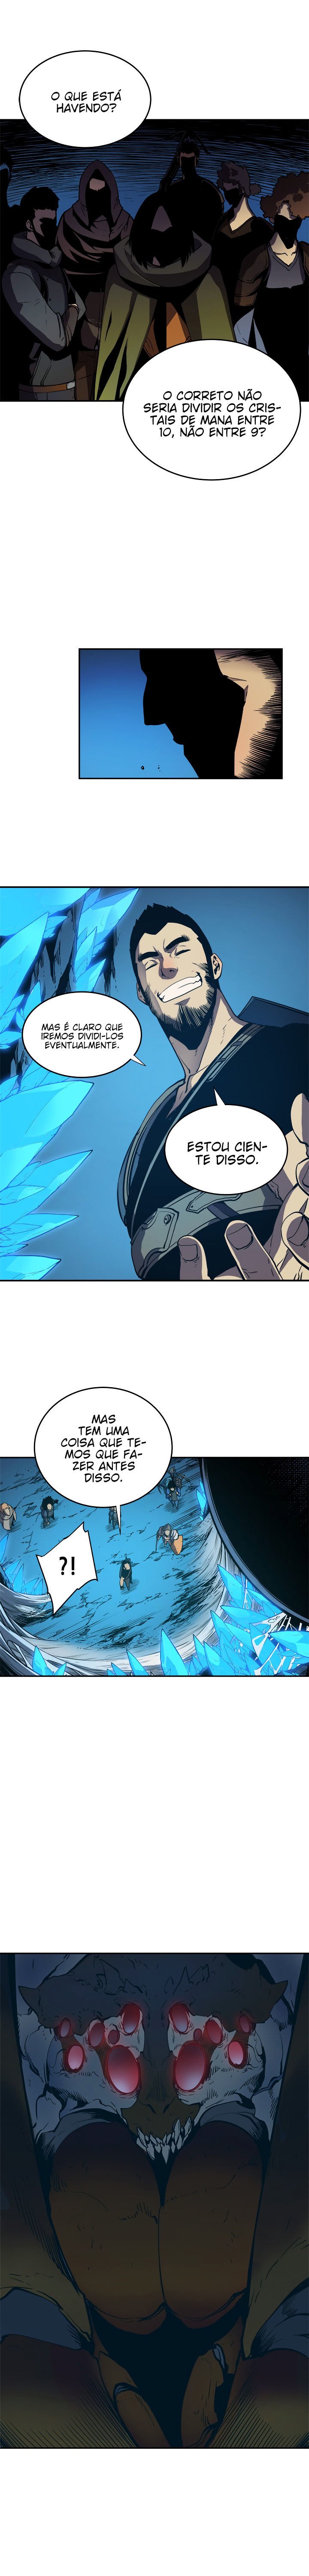 O QUE ESTÁ
HAVENDO?
O CORRETO NÃO
SERIA DIVIDIR OS CRIS-
TAIS DE MANA ENTRE
10, NÃO ENTRE 9?
MAS É CLARO QUE
IREMOS DIVIDI-LOS
EVENTUALMENTE.
ESTOU CIEN-
TE DISSO.
MAS
TEM UMA
COISA QUE TE-
MOS QUE FA-
ZER ANTES
DISSO.
?!